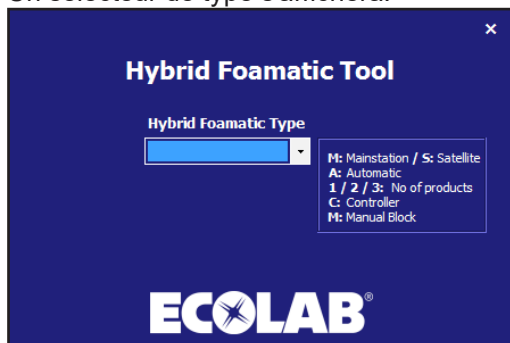 Un sélecteur de type s'affichera.
×
Hybrid Foamatic Tool
Hybrid Foamatic Type
M: Mainstation / S: Satellite
A: Automatic
1 / 2 / 3: No of products
C: Controller
M: Manual Block
ECOLAB®